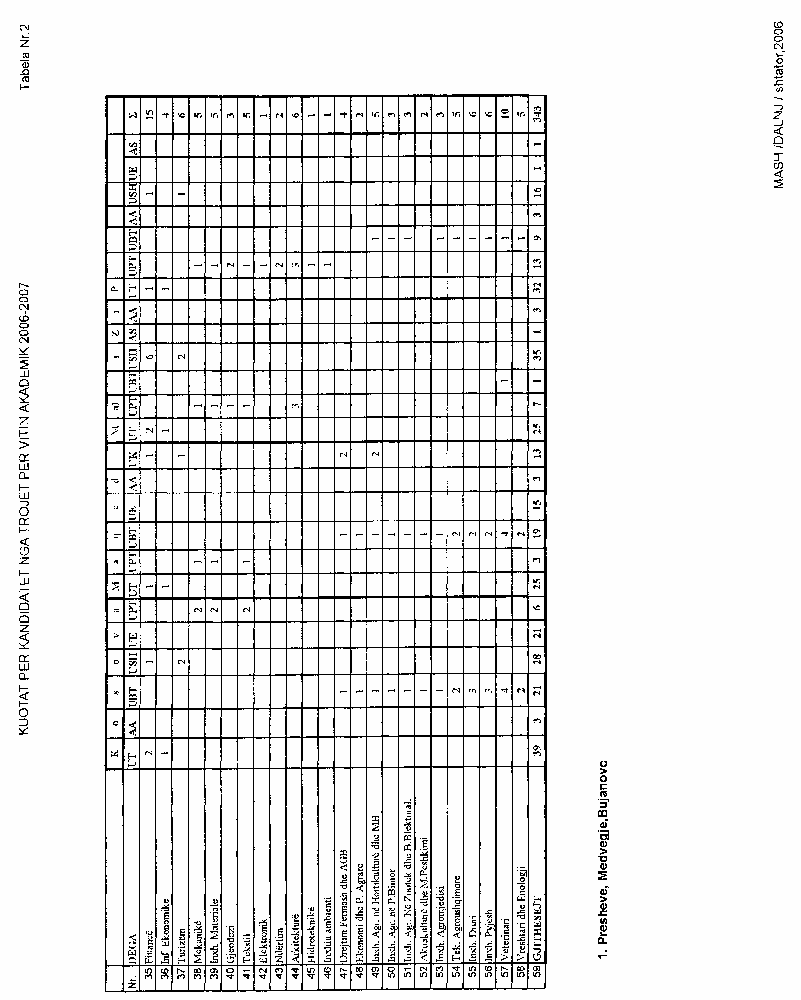 KUOTAT PER KANDIDATET NGA TROJET PER VITIN AKADEMIK 2006-2007 Tabela Nr.2
K o s o v a M a q e d M al i Z i P
Nr. DEGA UT AA UBT USH UE UPT UT UPT UBT UE AA UK UT UPT UBT USH AS AA UT UPT UBT AA USH UE AS Σ
35 Financë 2 1 1 1 2 6 1 1 15
36 Inf. Ekonomike 1 1 1 1 4
37 Turizëm 2 1 2 1 6
38 Mekanikë 2 1 1 1 5
39 Inxh. Materiale 2 1 1 1 5
40 Gjeodezi 1 2 3
41 Tekstil 2 1 1 1 5
42 Elektronik 1 1
43 Ndërtim 2 2
44 Arkitekturë 3 3 6
45 Hidroteknikë 1 1
46 Inxhin ambienti 1 1
47 Drejtim Fermash dhe AGB 1 1 2 4
48 Ekonomi dhe P. Agrare 1 1 2
49 Inxh. Agr. në Hortikulturë dhe MB 1 1 2 1 5
50 Inxh. Agr. në P.Bimor 1 1 1 3
51 Inxh. Agr. Në Zootek dhe B.Blektoral. 1 1 1 3
52 Akuakulturë dhe M.Peshkimi 1 1 2
53 Inxh. Agromjedisi 1 1 1 3
54 Tek. Agroushqimore 2 2 1 5
55 Inxh. Druri 3 2 1 6
56 Inxh. Pyjesh 3 2 1 6
57 Veterinari 4 4 1 1 10
58 Vreshtari dhe Enologji 2 2 1 5
59 GJITHESEJT 39 3 21 28 21 6 25 3 19 15 3 13 25 7 1 35 1 3 32 13 9 3 16 1 1 343
1. Presheve, Medvegje,Bujanovc
MASH /DALNJ / shtator,2006